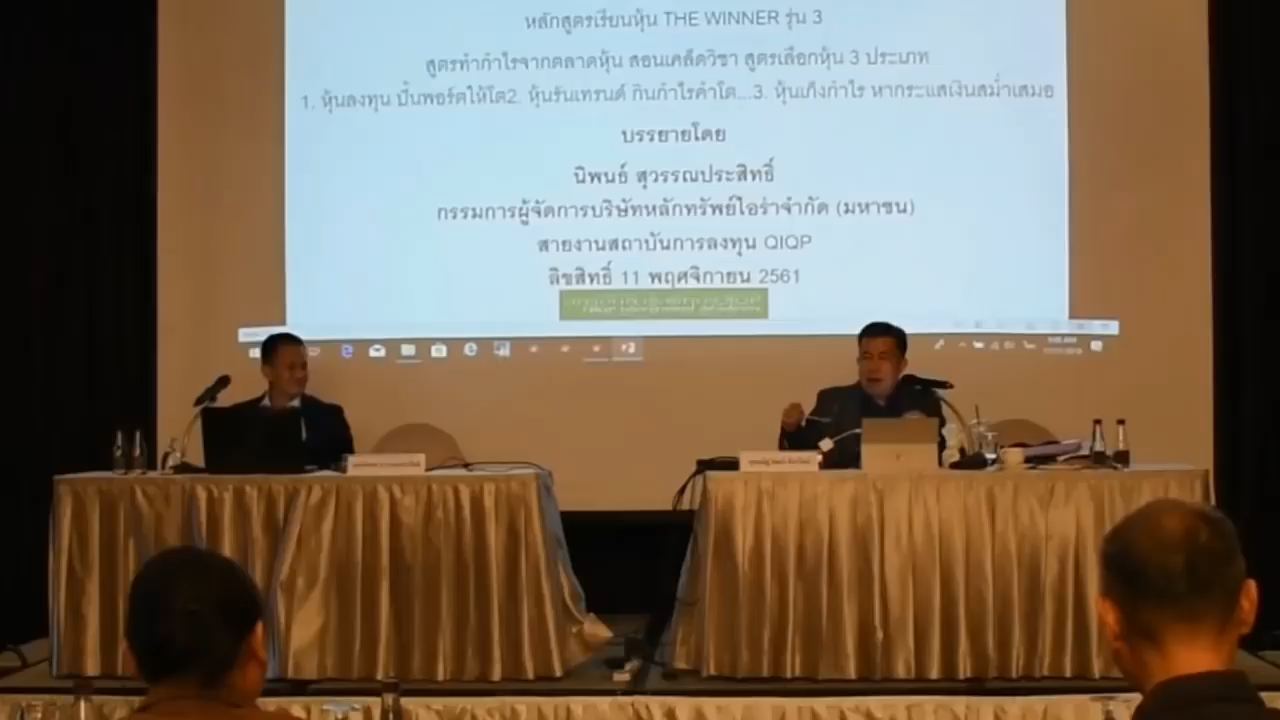 หลักสูตรเรียนหุ้น THE WINNER รุ่น 3
สูตรทำกำไรจากตลาดหุ้น สอนเคล็ดวิชา สูตรเลือกหุ้น 3 ประเภท
1. หุ้นลงทุน ปั้นพอร์ตให้โต2. หุ้นรันเทรนด์ กินกำไรคำโต...3. หุ้นเก็งกำไร หากระแสเงินสม่ำเสมอ
บรรยายโดย
นิพนธ์ สุวรรณประสิทธิ์
กรรมการผู้จัดการบริษัทหลักทรัพย์ไอร่าจำกัด (มหาชน)
สายงานสถาบันการลงทุน QIQP
ลิขสิทธิ์ 11 พฤศจิกายน 2561